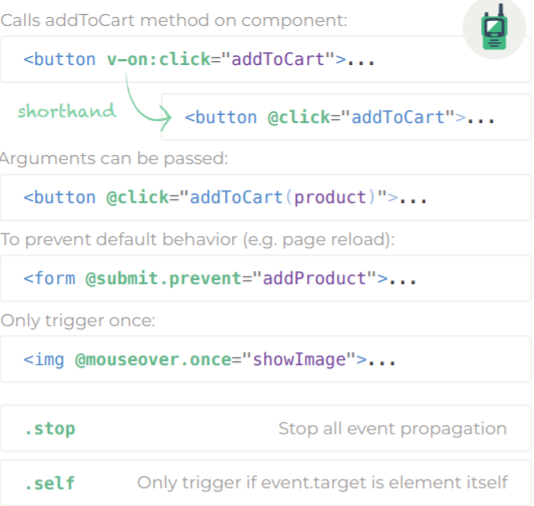 Calls addToCart method on component:
<button v-on:click="addToCart">...
shorthand
<button @click="addToCart">...
Arguments can be passed:
<button @click="addToCart(product)">...
To prevent default behavior (e.g. page reload):
<form @submit.prevent="addProduct">...
Only trigger once:
<img @mouseover.once="showImage">...
.stop Stop all event propagation
.self Only trigger if event.target is element itself